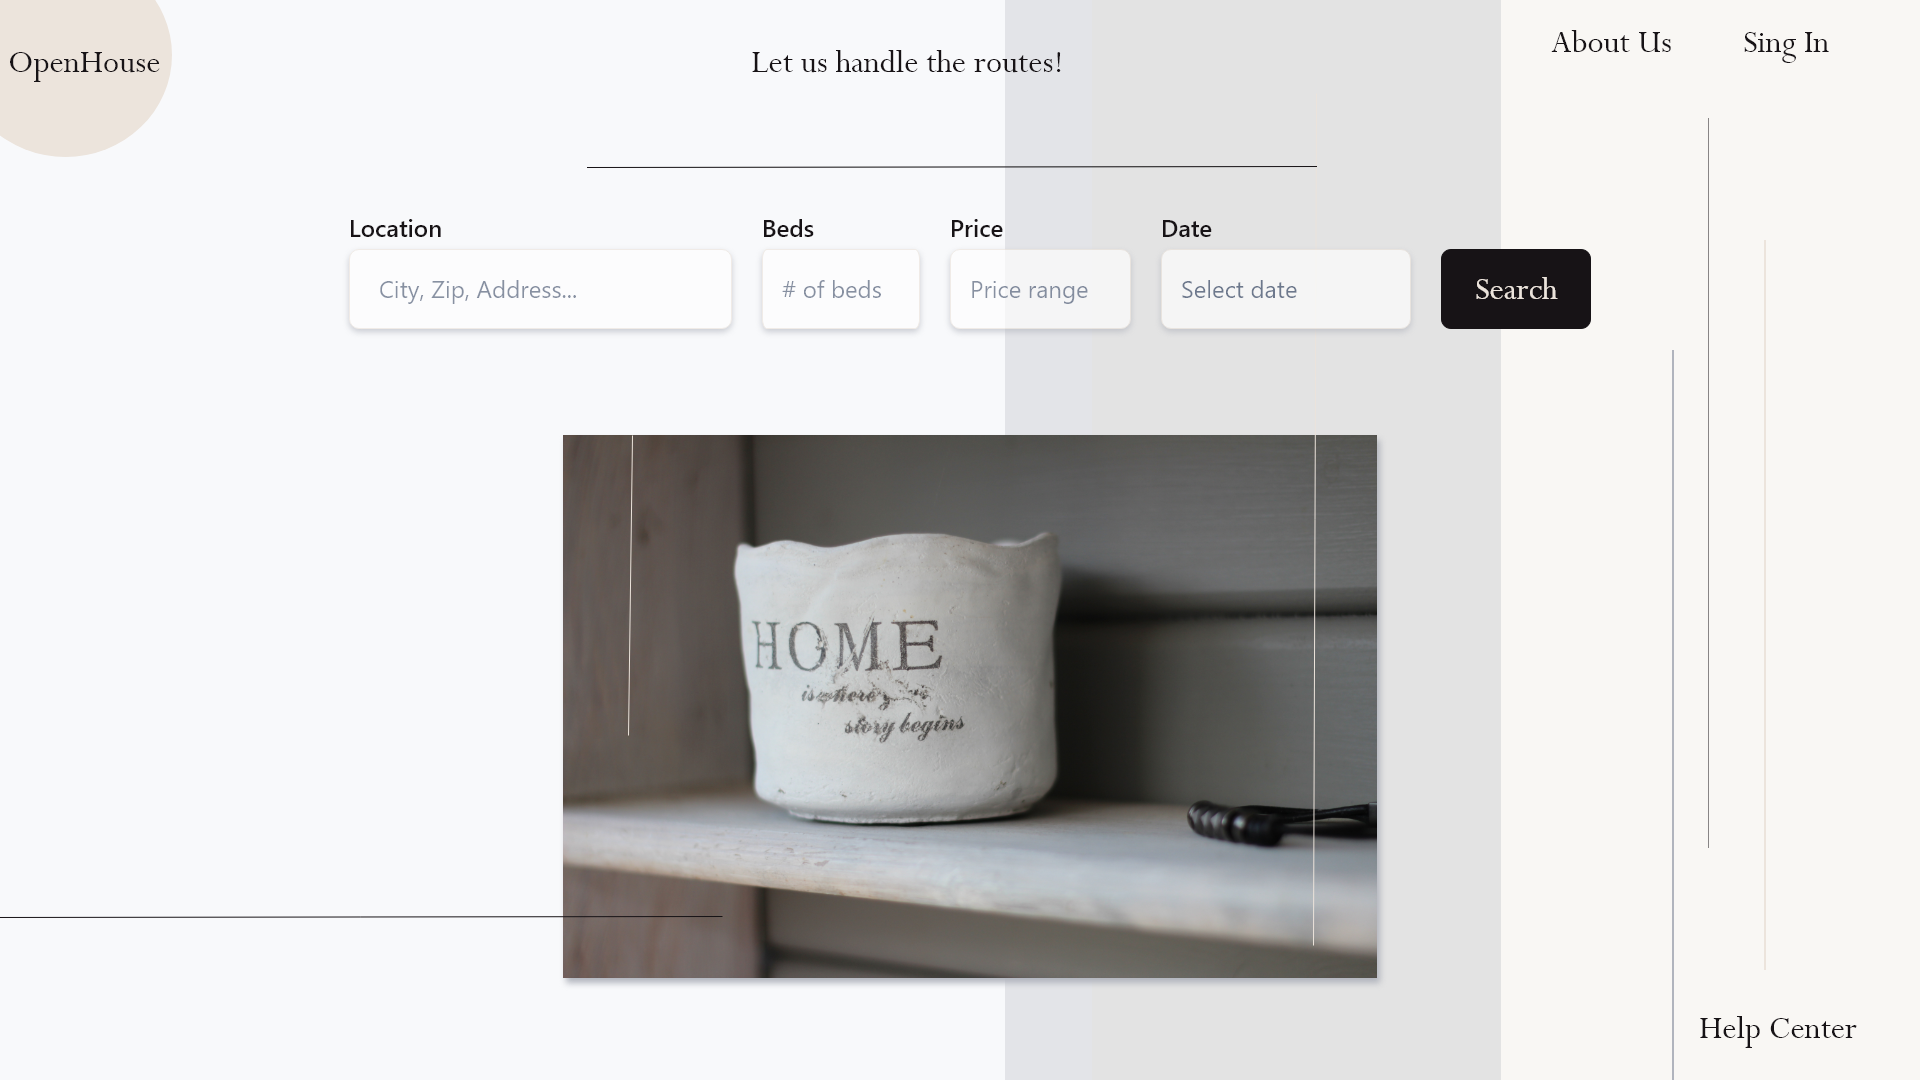 OpenHouse
Let us handle the routes!
About Us
Sing In
Location
Beds
Price
Date
City, Zip, Address...
# of beds
Price range
Select date
Search
HOME
is where
story begins
Help Center